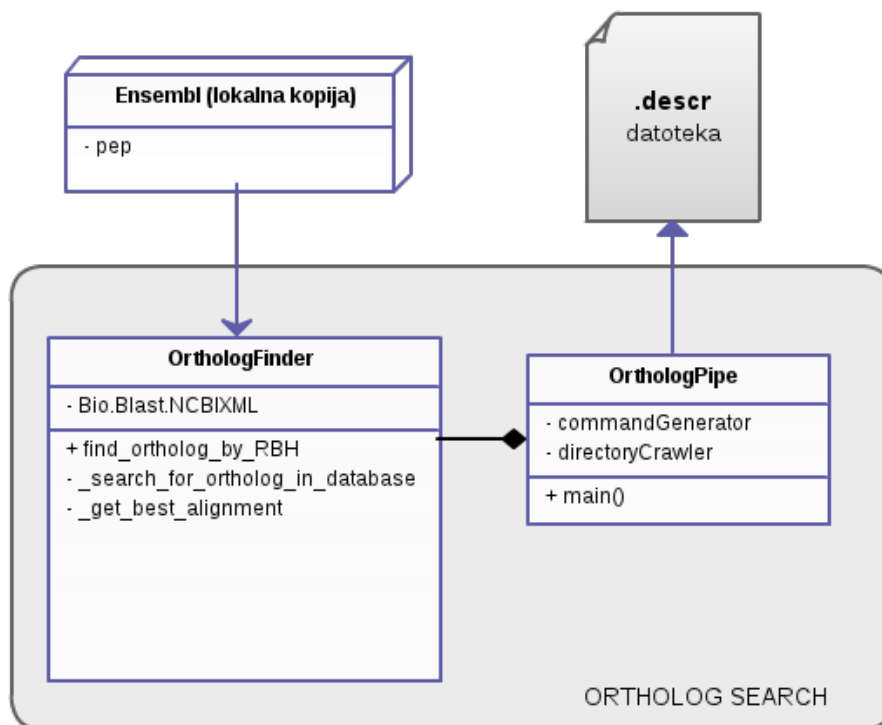 Ensembl (lokalna kopija)
- pep
.descr
datoteka
OrthologFinder
- Bio.Blast.NCBIXML
+ find_ortholog_by_RBH
- _search_for_ortholog_in_database
- _get_best_alignment
OrthologPipe
- commandGenerator
- directoryCrawler
+ main()
ORTHOLOG SEARCH